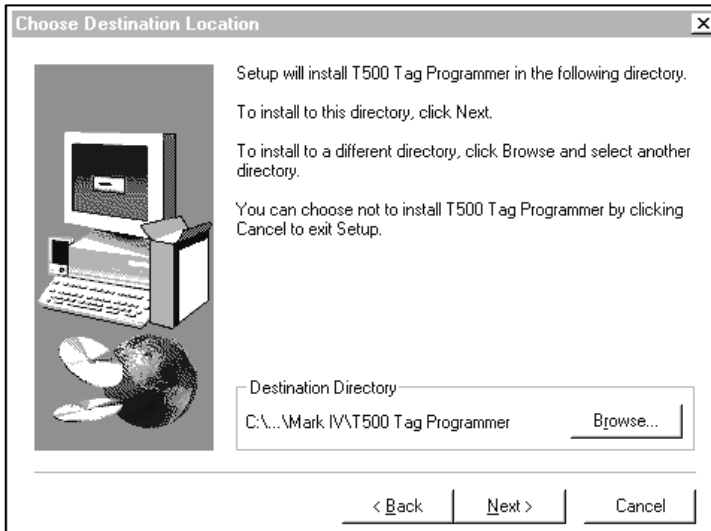 Choose Destination Location
Setup will install T500 Tag Programmer in the following directory.
To install to this directory, click Next.
To install to a different directory, click Browse and select another
directory.
You can choose not to install T500 Tag Programmer by clicking
Cancel to exit Setup.
Destination Directory
C:\...\Mark IV\T500 Tag Programmer
Browse...
< Back
Next >
Cancel